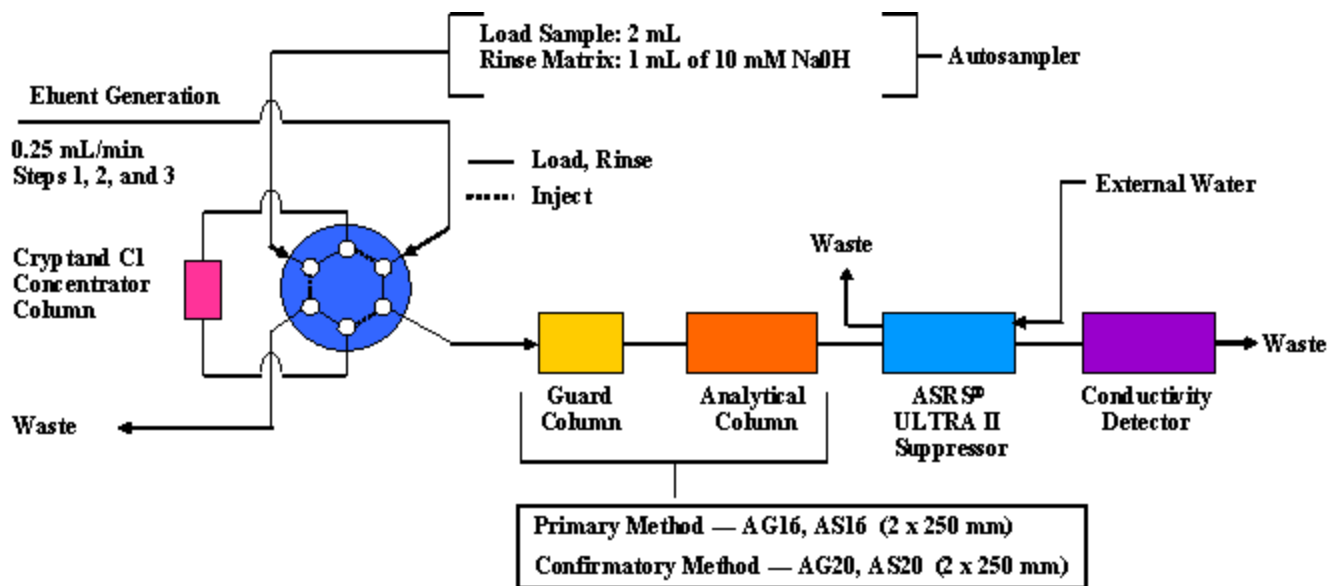 Load Sample: 2 mL
Rinse Matrix: 1 mL of 10 mM Na0H
Autosampler
Eluent Generation
0.25 mL/min
Steps 1, 2, and 3
Load, Rinse
Inject
External Water
Waste
Cryptand C1
Concentrator
Column
Waste
Guard
Column
Analytical
Column
ASRS®
ULTRA II
Suppressor
Conductivity
Detector
Waste
Primary Method — AG16, AS16 (2 x 250 mm)
Confirmatory Method — AG20, AS20 (2 x 250 mm)